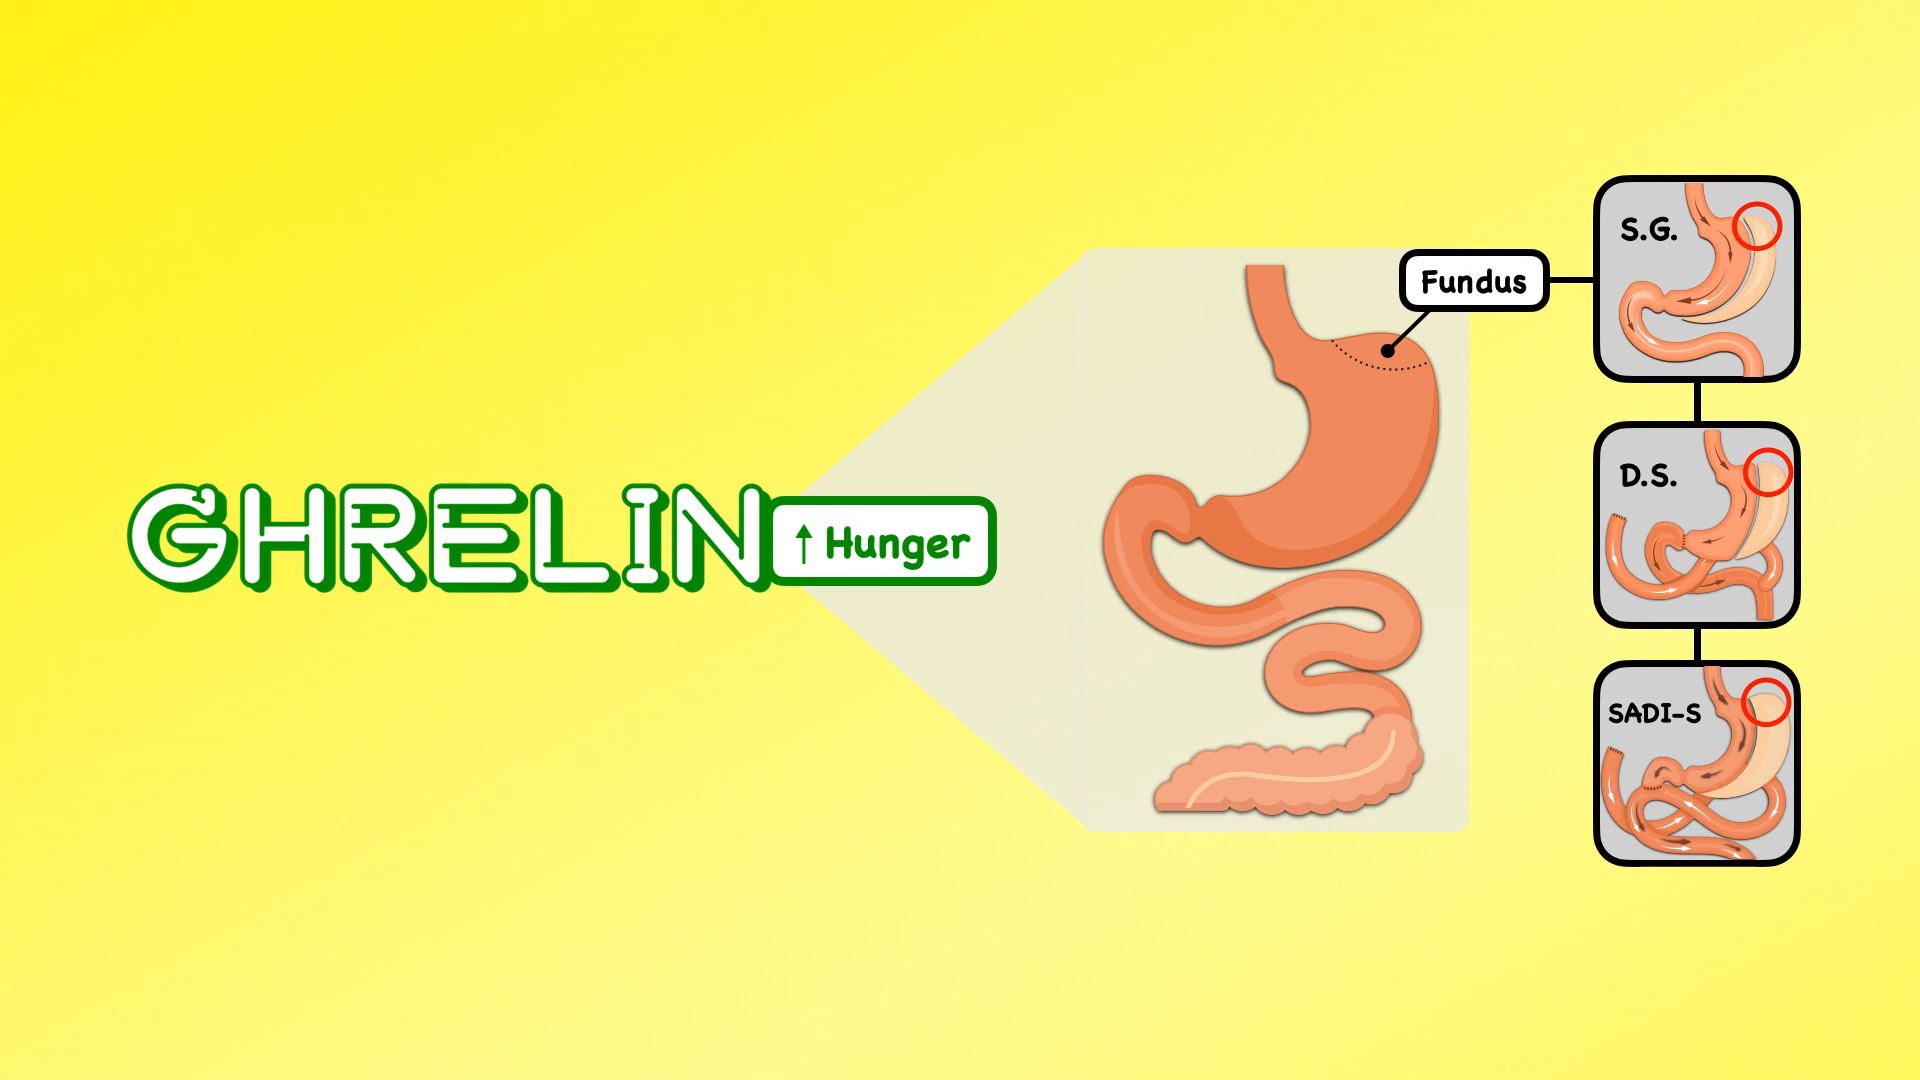 GHRELIN
↑ Hunger
Fundus
S.G.
D.S.
SADI-S